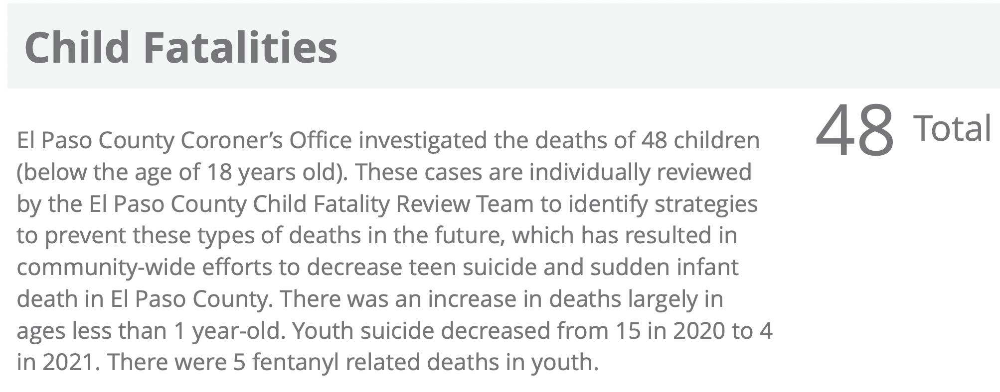 Child Fatalities
48 Total
El Paso County Coroner’s Office investigated the deaths of 48 children
(below the age of 18 years old). These cases are individually reviewed
by the El Paso County Child Fatality Review Team to identify strategies
to prevent these types of deaths in the future, which has resulted in
community-wide efforts to decrease teen suicide and sudden infant
death in El Paso County. There was an increase in deaths largely in
ages less than 1 year-old. Youth suicide decreased from 15 in 2020 to 4
in 2021. There were 5 fentanyl related deaths in youth.